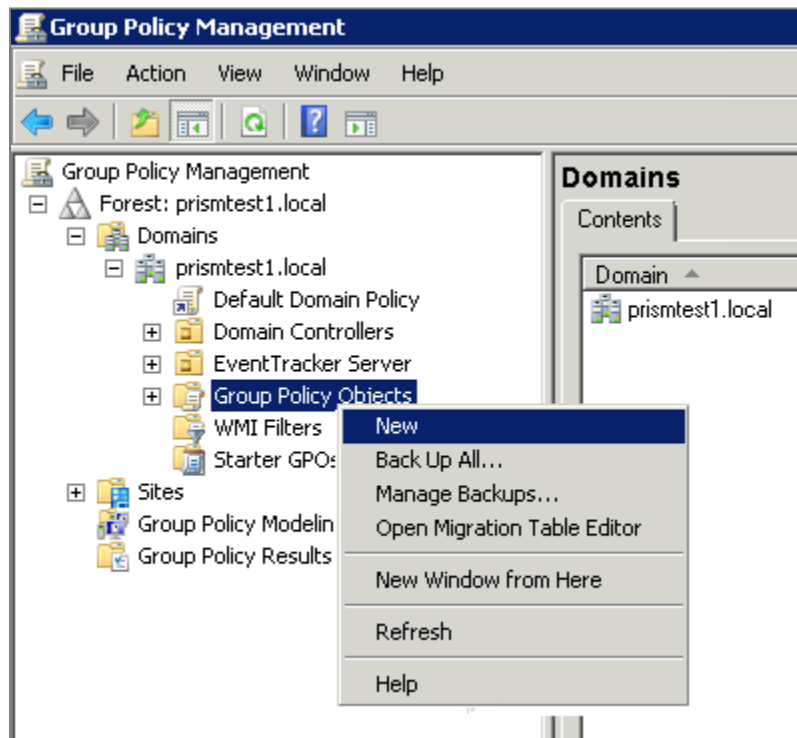 Group Policy Management
File Action View Window Help
Group Policy Management
Forest: prismtest1.local
Domains
prismtest1.local
Default Domain Policy
Domain Controllers
EventTracker Server
Group Policy Objects
WMI Filters
Starter GPOs
Sites
Group Policy Modelin
Group Policy Results
New
Back Up All...
Manage Backups...
Open Migration Table Editor
New Window from Here
Refresh
Help
Domains
Contents
Domain
prismtest1.local